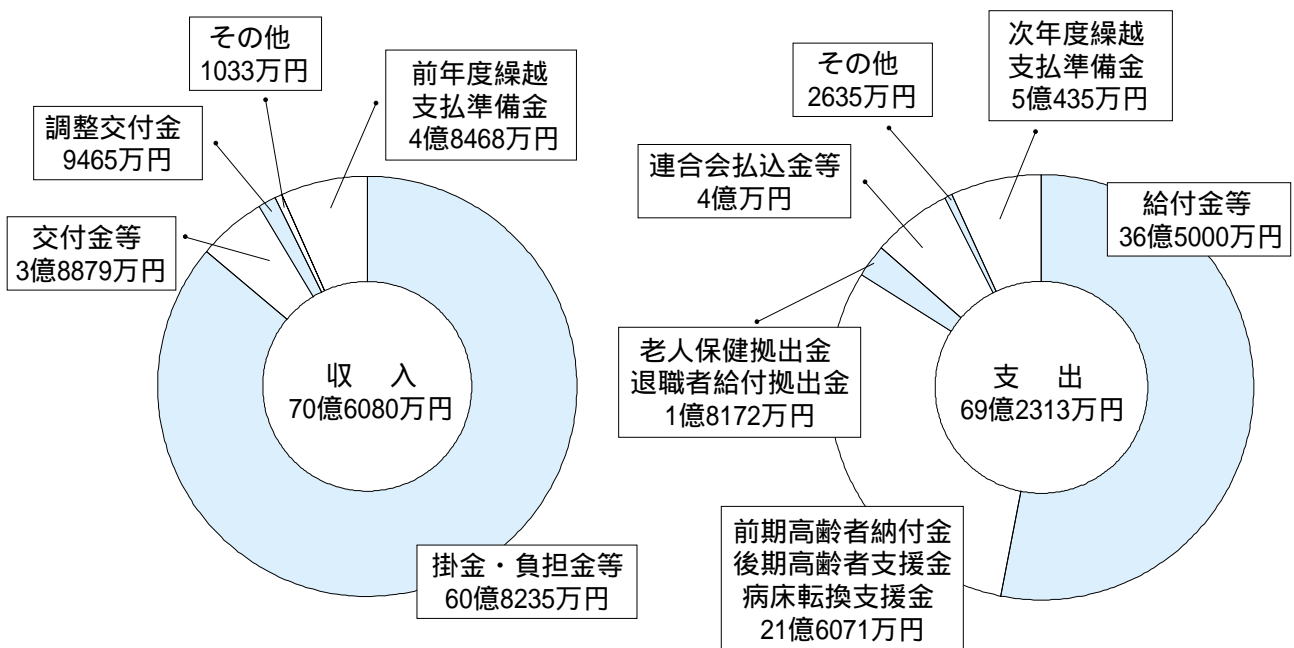 その他
1033万円
前年度繰越
支払準備金
4億8468万円
調整交付金
9465万円
交付金等
3億8879万円
収　入
70億6080万円
掛金・負担金等
60億8235万円
次年度繰越
支払準備金
5億435万円
その他
2635万円
連合会払込金等
4億万円
給付金等
36億5000万円
老人保健拠出金
退職者給付拠出金
1億8172万円
支　出
69億2313万円
前期高齢者納付金
後期高齢者支援金
病床転換支援金
21億6071万円